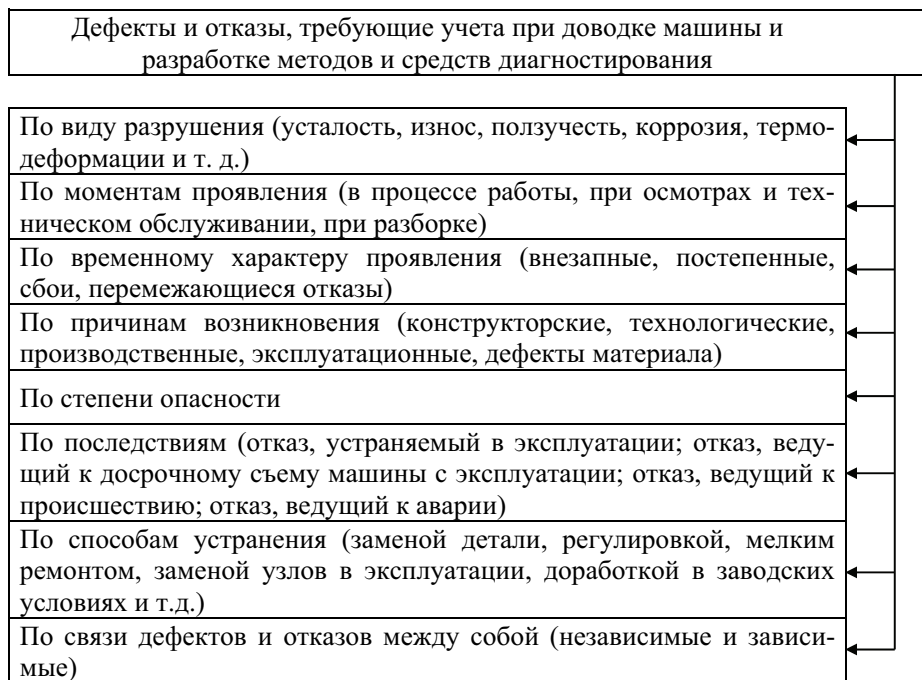 Дефекты и отказы, требующие учета при доводке машины и
разработке методов и средств диагностирования
По виду разрушения (усталость, износ, ползучесть, коррозия, термо-
деформации и т. д.)
По моментам проявления (в процессе работы, при осмотрах и тех-
ническом обслуживании, при разборке)
По временному характеру проявления (внезапные, постепенные,
сбои, перемежающиеся отказы)
По причинам возникновения (конструкторские, технологические,
производственные, эксплуатационные, дефекты материала)
По степени опасности
По последствиям (отказ, устраняемый в эксплуатации; отказ, веду-
щий к досрочному съему машины с эксплуатации; отказ, ведущий к
происшествию; отказ, ведущий к аварии)
По способам устранения (заменой детали, регулировкой, мелким
ремонтом, заменой узлов в эксплуатации, доработкой в заводских
условиях и т.д.)
По связи дефектов и отказов между собой (независимые и зависи-
мые)